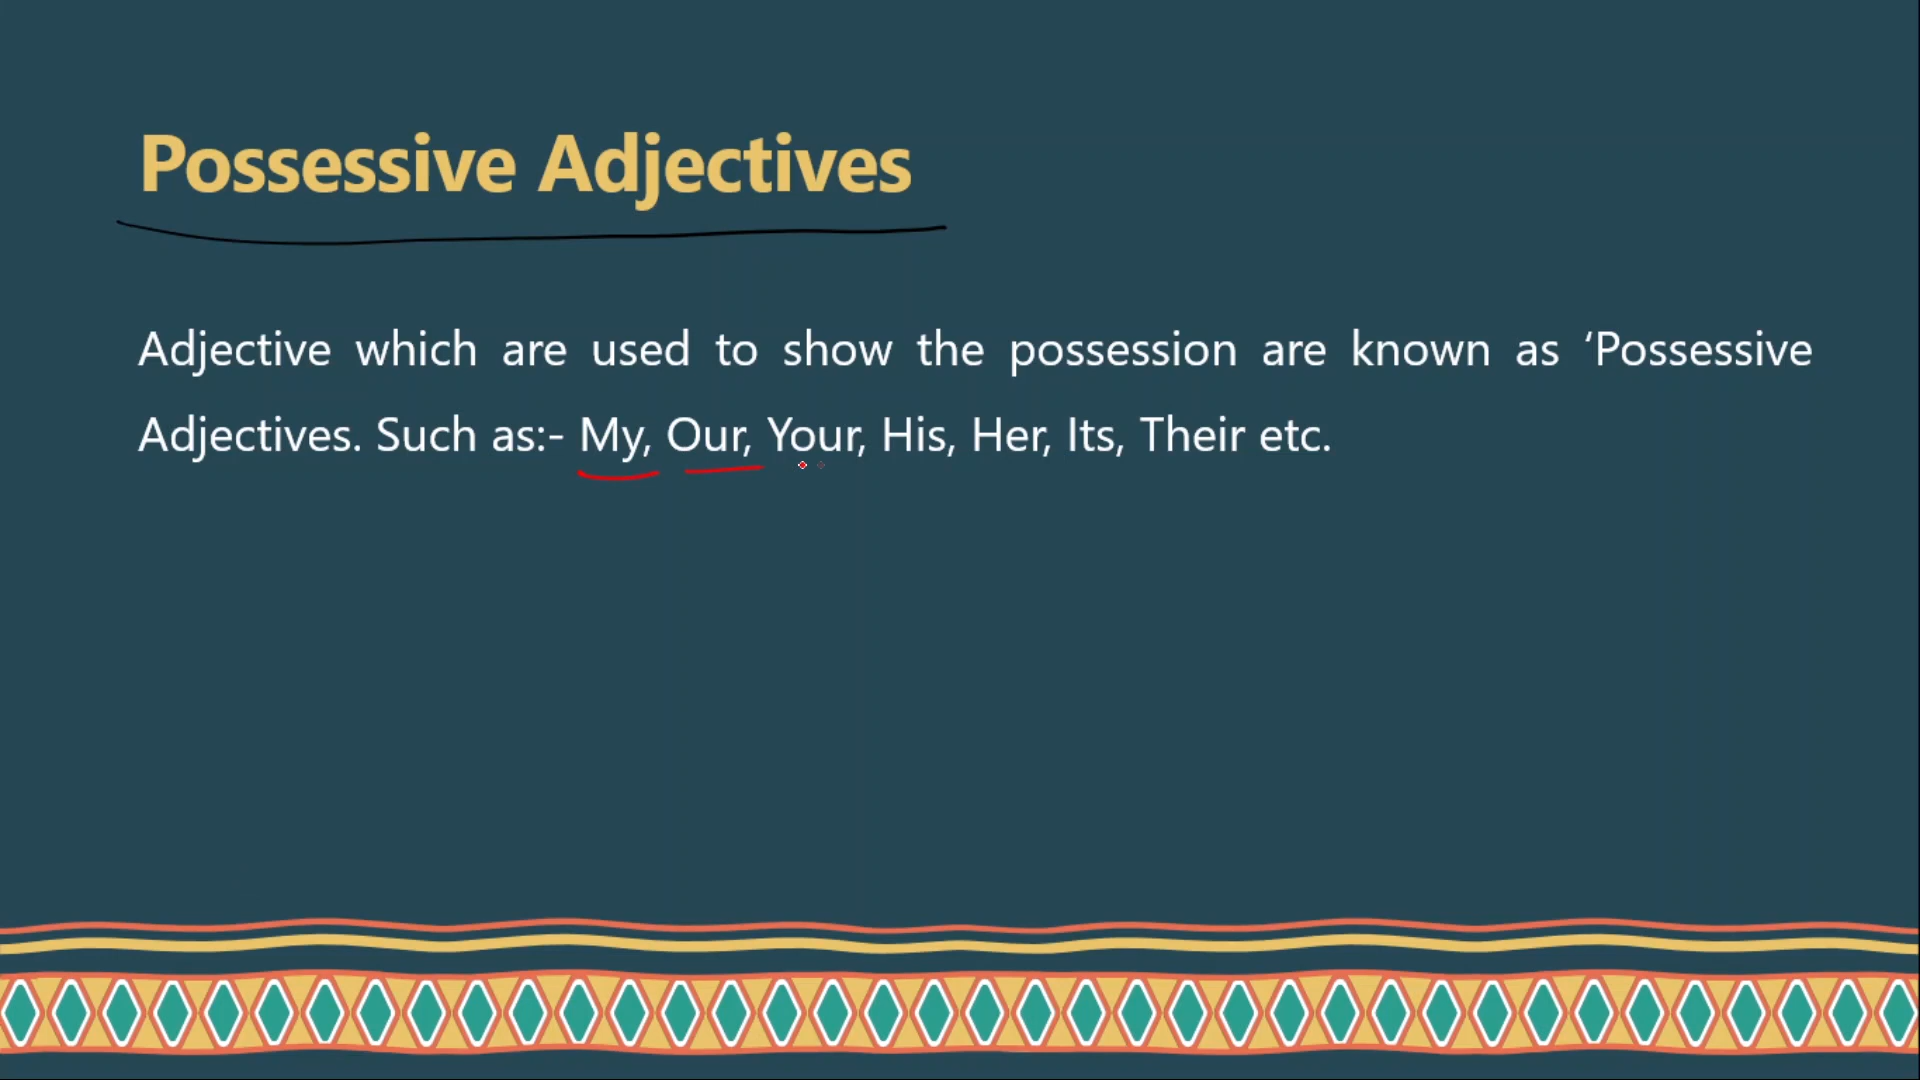 Possessive Adjectives
Adjective which are used to show the possession are known as ‘Possessive
Adjectives. Such as:- My, Our, Your, His, Her, Its, Their etc.